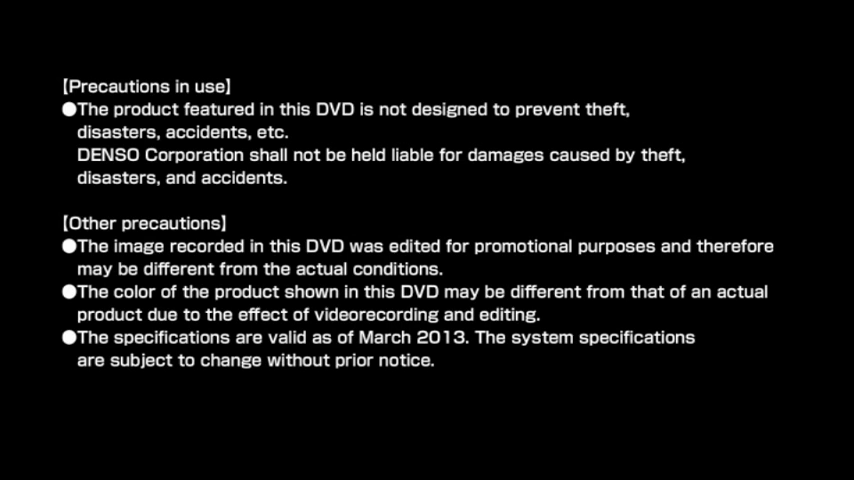 【Precautions in use】
●The product featured in this DVD is not designed to prevent theft,
disasters, accidents, etc.
DENSO Corporation shall not be held liable for damages caused by theft,
disasters, and accidents.
【Other precautions】
●The image recorded in this DVD was edited for promotional purposes and therefore
may be different from the actual conditions.
●The color of the product shown in this DVD may be different from that of an actual
product due to the effect of videorecording and editing.
●The specifications are valid as of March 2013. The system specifications
are subject to change without prior notice.